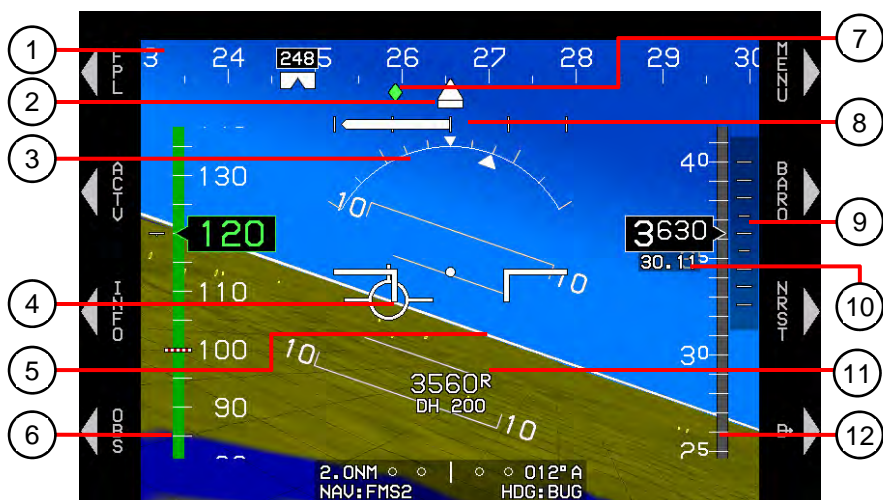 1
2
3
4
5
6
7
8
9
10
11
12
FPL
ACTV
INFO
OBS
MENU
BARO
NRST
3 24 248 5 26 27 28 29 30
130
120
110
100
90
10
10
10
10
40
3630
30.11
35
30
25
3560R
DH 200
2.0NM 012° A
NAV:FMS2 HDG:BUG